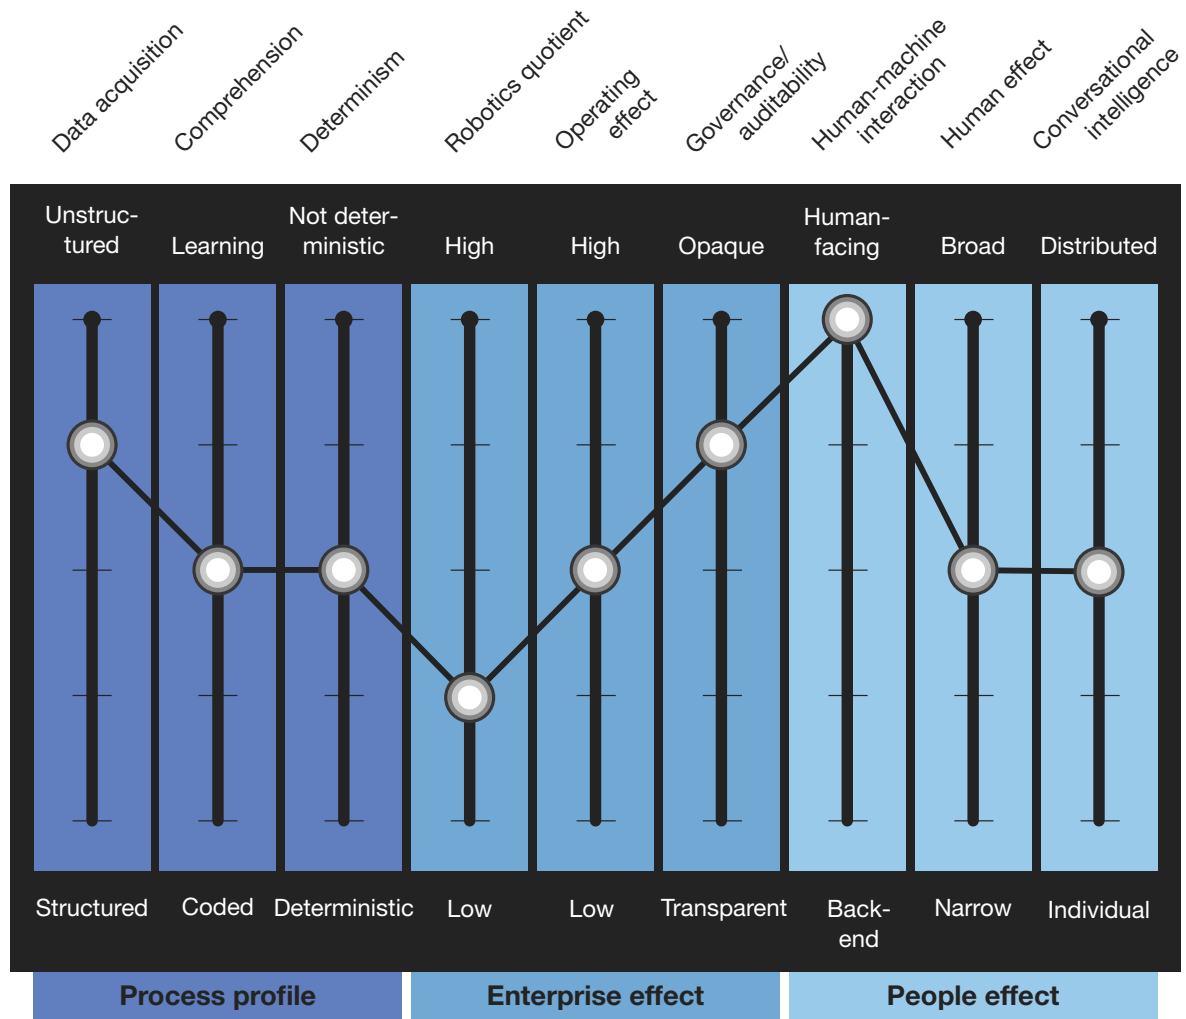 Data acquisition
Comprehension
Determinism
Robotics quotient
Operating
effect
Governance/
auditability
Human-machine
interaction
Human effect
Conversational
intelligence
Unstruc-
tured
Learning
Not deter-
ministic
High
High
Opaque
Human-
facing
Broad
Distributed
Structured
Coded
Deterministic
Low
Low
Transparent
Back-
end
Narrow
Individual
Process profile
Enterprise effect
People effect